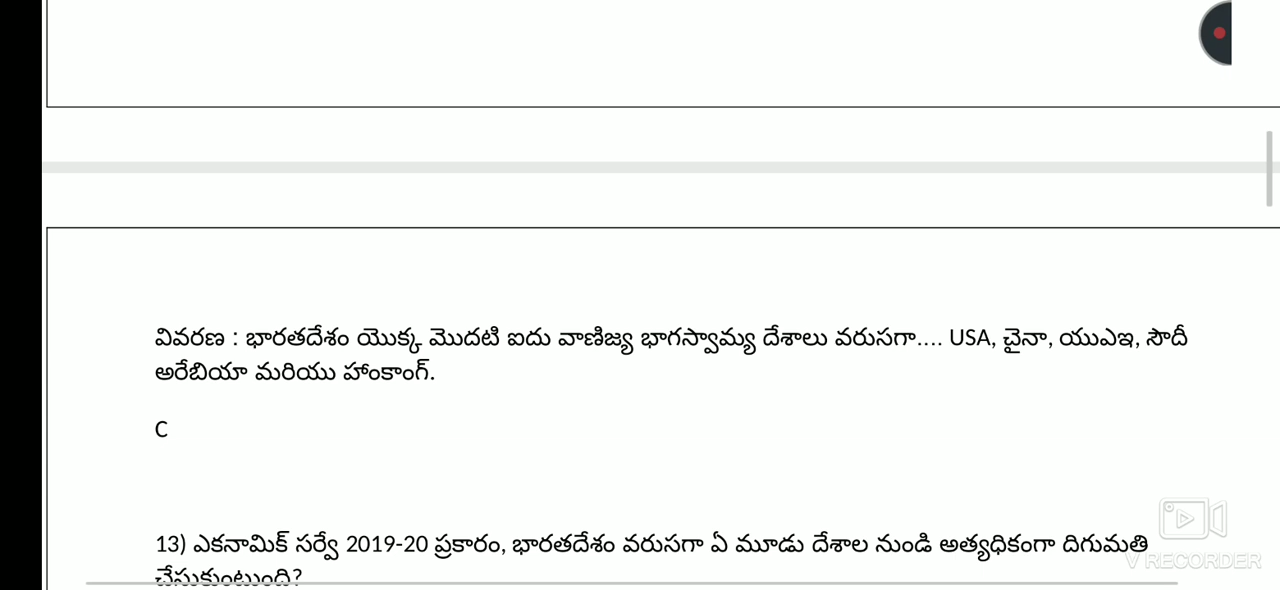 వివరణ : భారతదేశం యొక్క మొదటి ఐదు వాణిజ్య భాగస్వామ్య దేశాలు వరుసగా.... USA, చైనా, యుఎఇ, సౌదీ
అరేబియా మరియు హాంకాంగ్.
C
13) ఎకనామిక్ సర్వే 2019-20 ప్రకారం, భారతదేశం వరుసగా ఏ మూడు దేశాల నుండి అత్యధికంగా దిగుమతి
చేసుకుంటుంది?
V RECORDER